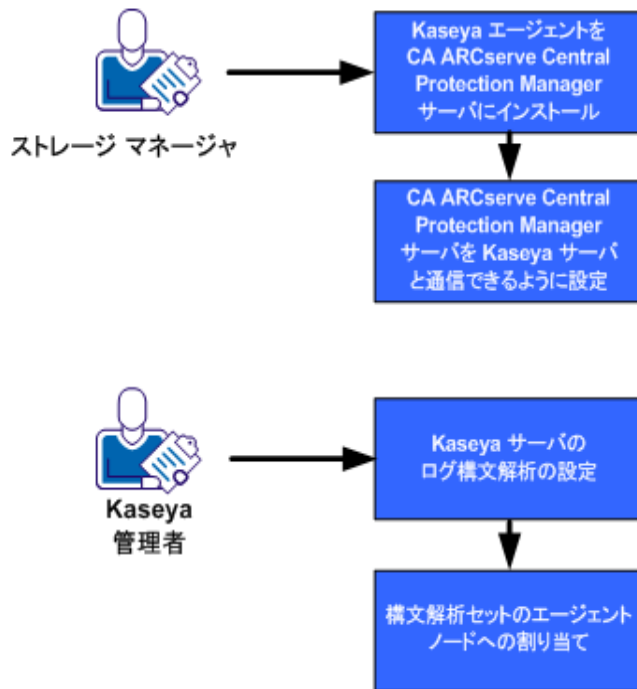 Kaseya エージェントを
CA ARCserve Central
Protection Manager
サーバにインストール
ストレージ マネージャ
CA ARCserve Central
Protection Manager
サーバを Kaseya サーバ
と通信できるように設定
Kaseya サーバの
ログ構文解析の設定
Kaseya
管理者
構文解析セットのエージェント
ノードへの割り当て